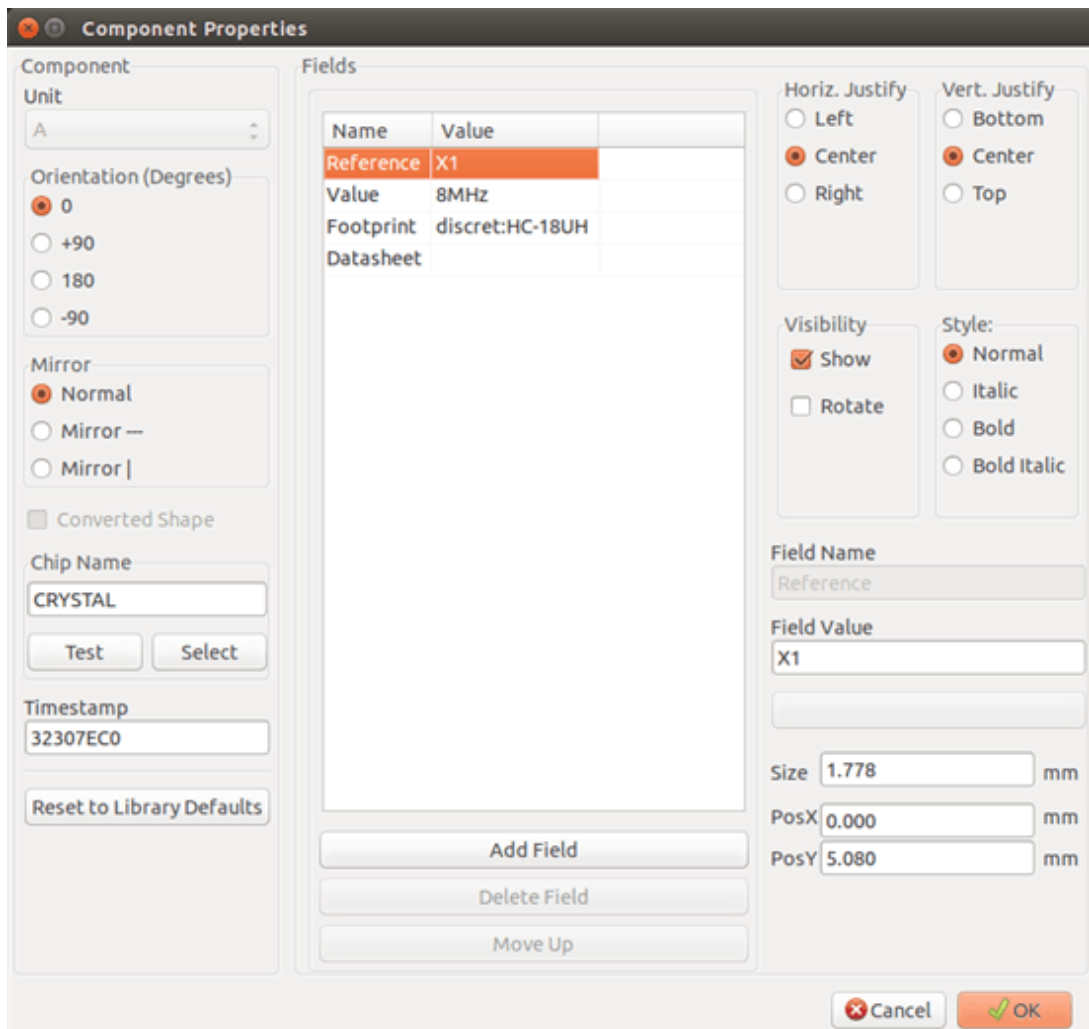 Component Properties
Component
Unit
A
Orientation (Degrees)
0
+90
180
-90
Mirror
Normal
Mirror ---
Mirror |
Converted Shape
Chip Name
CRYSTAL
Test Select
Timestamp
32307EC0
Reset to Library Defaults
Fields
Name Value
Reference X1
Value 8MHz
Footprint discret:HC-18UH
Datasheet
Add Field
Delete Field
Move Up
Horiz. Justify
Left
Center
Right
Vert. Justify
Bottom
Center
Top
Visibility
Show
Rotate
Style:
Normal
Italic
Bold
Bold Italic
Field Name
Reference
Field Value
X1
Size 1.778 mm
PosX 0.000 mm
PosY 5.080 mm
Cancel OK